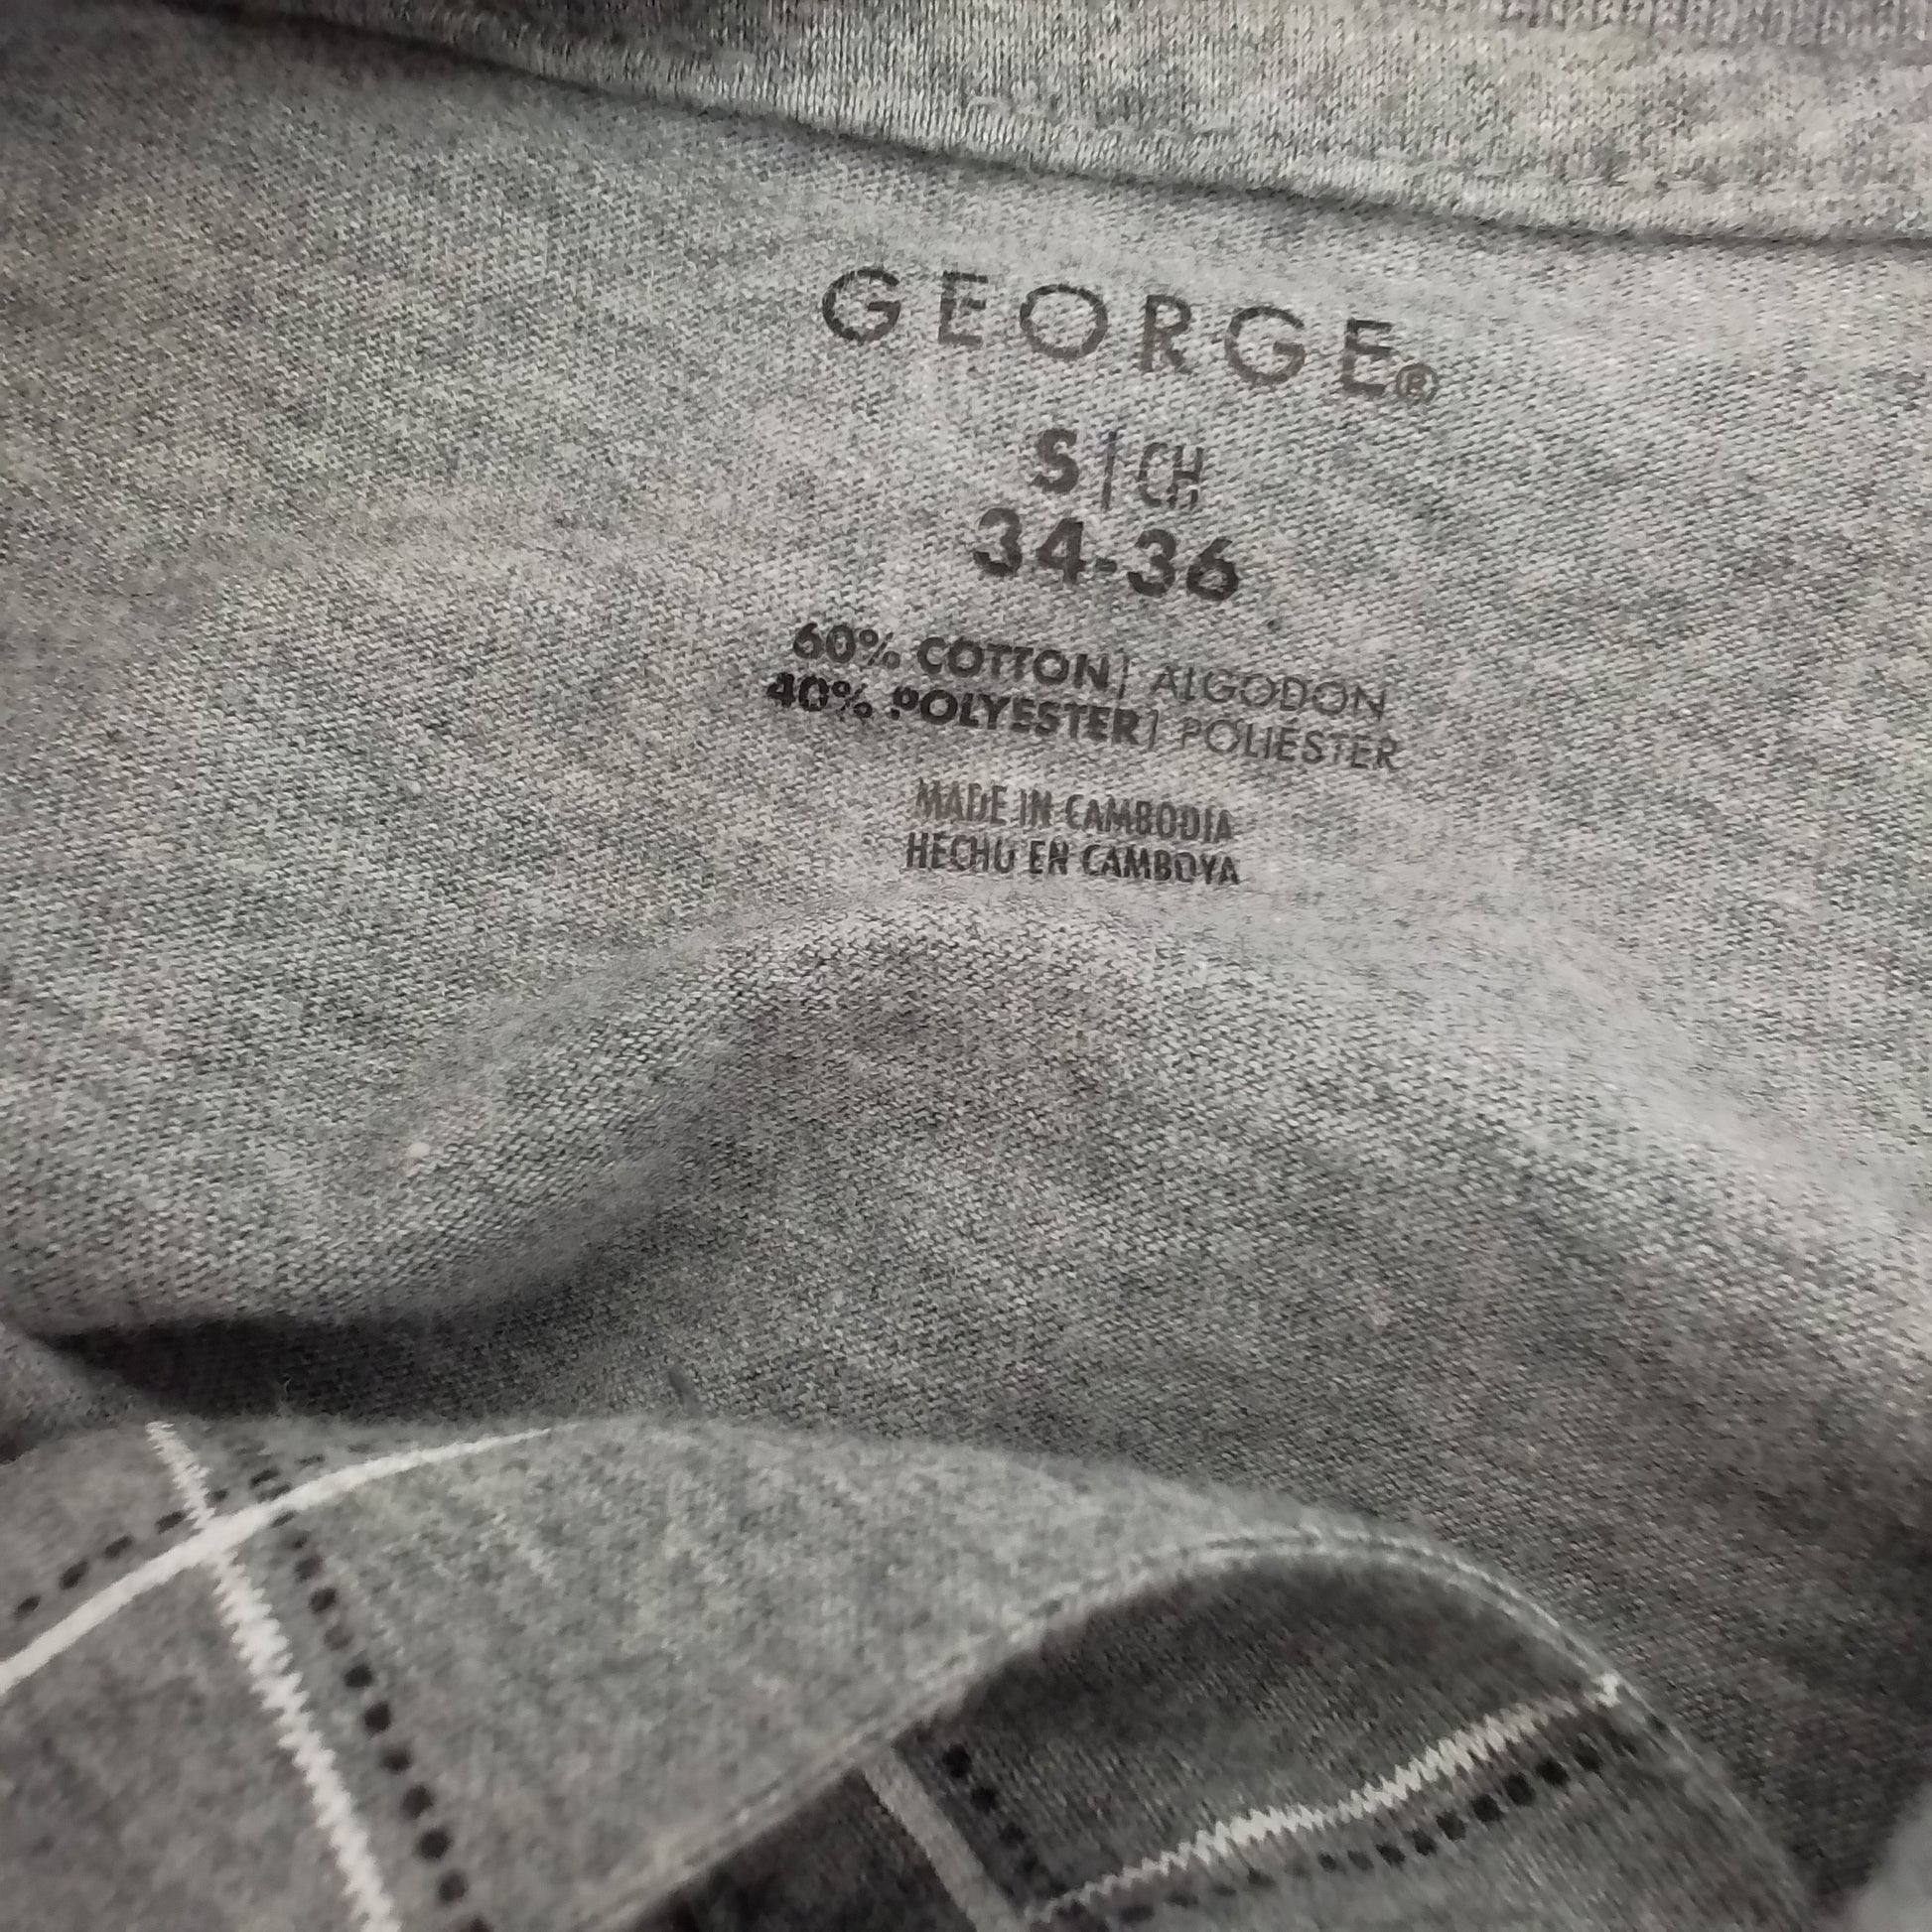 GEORGE®
S | CH
34-36
60% COTTON | ALGODON
40% POLYESTER | POLIÉSTER
MADE IN CAMBODIA
HECHO EN CAMBOYA